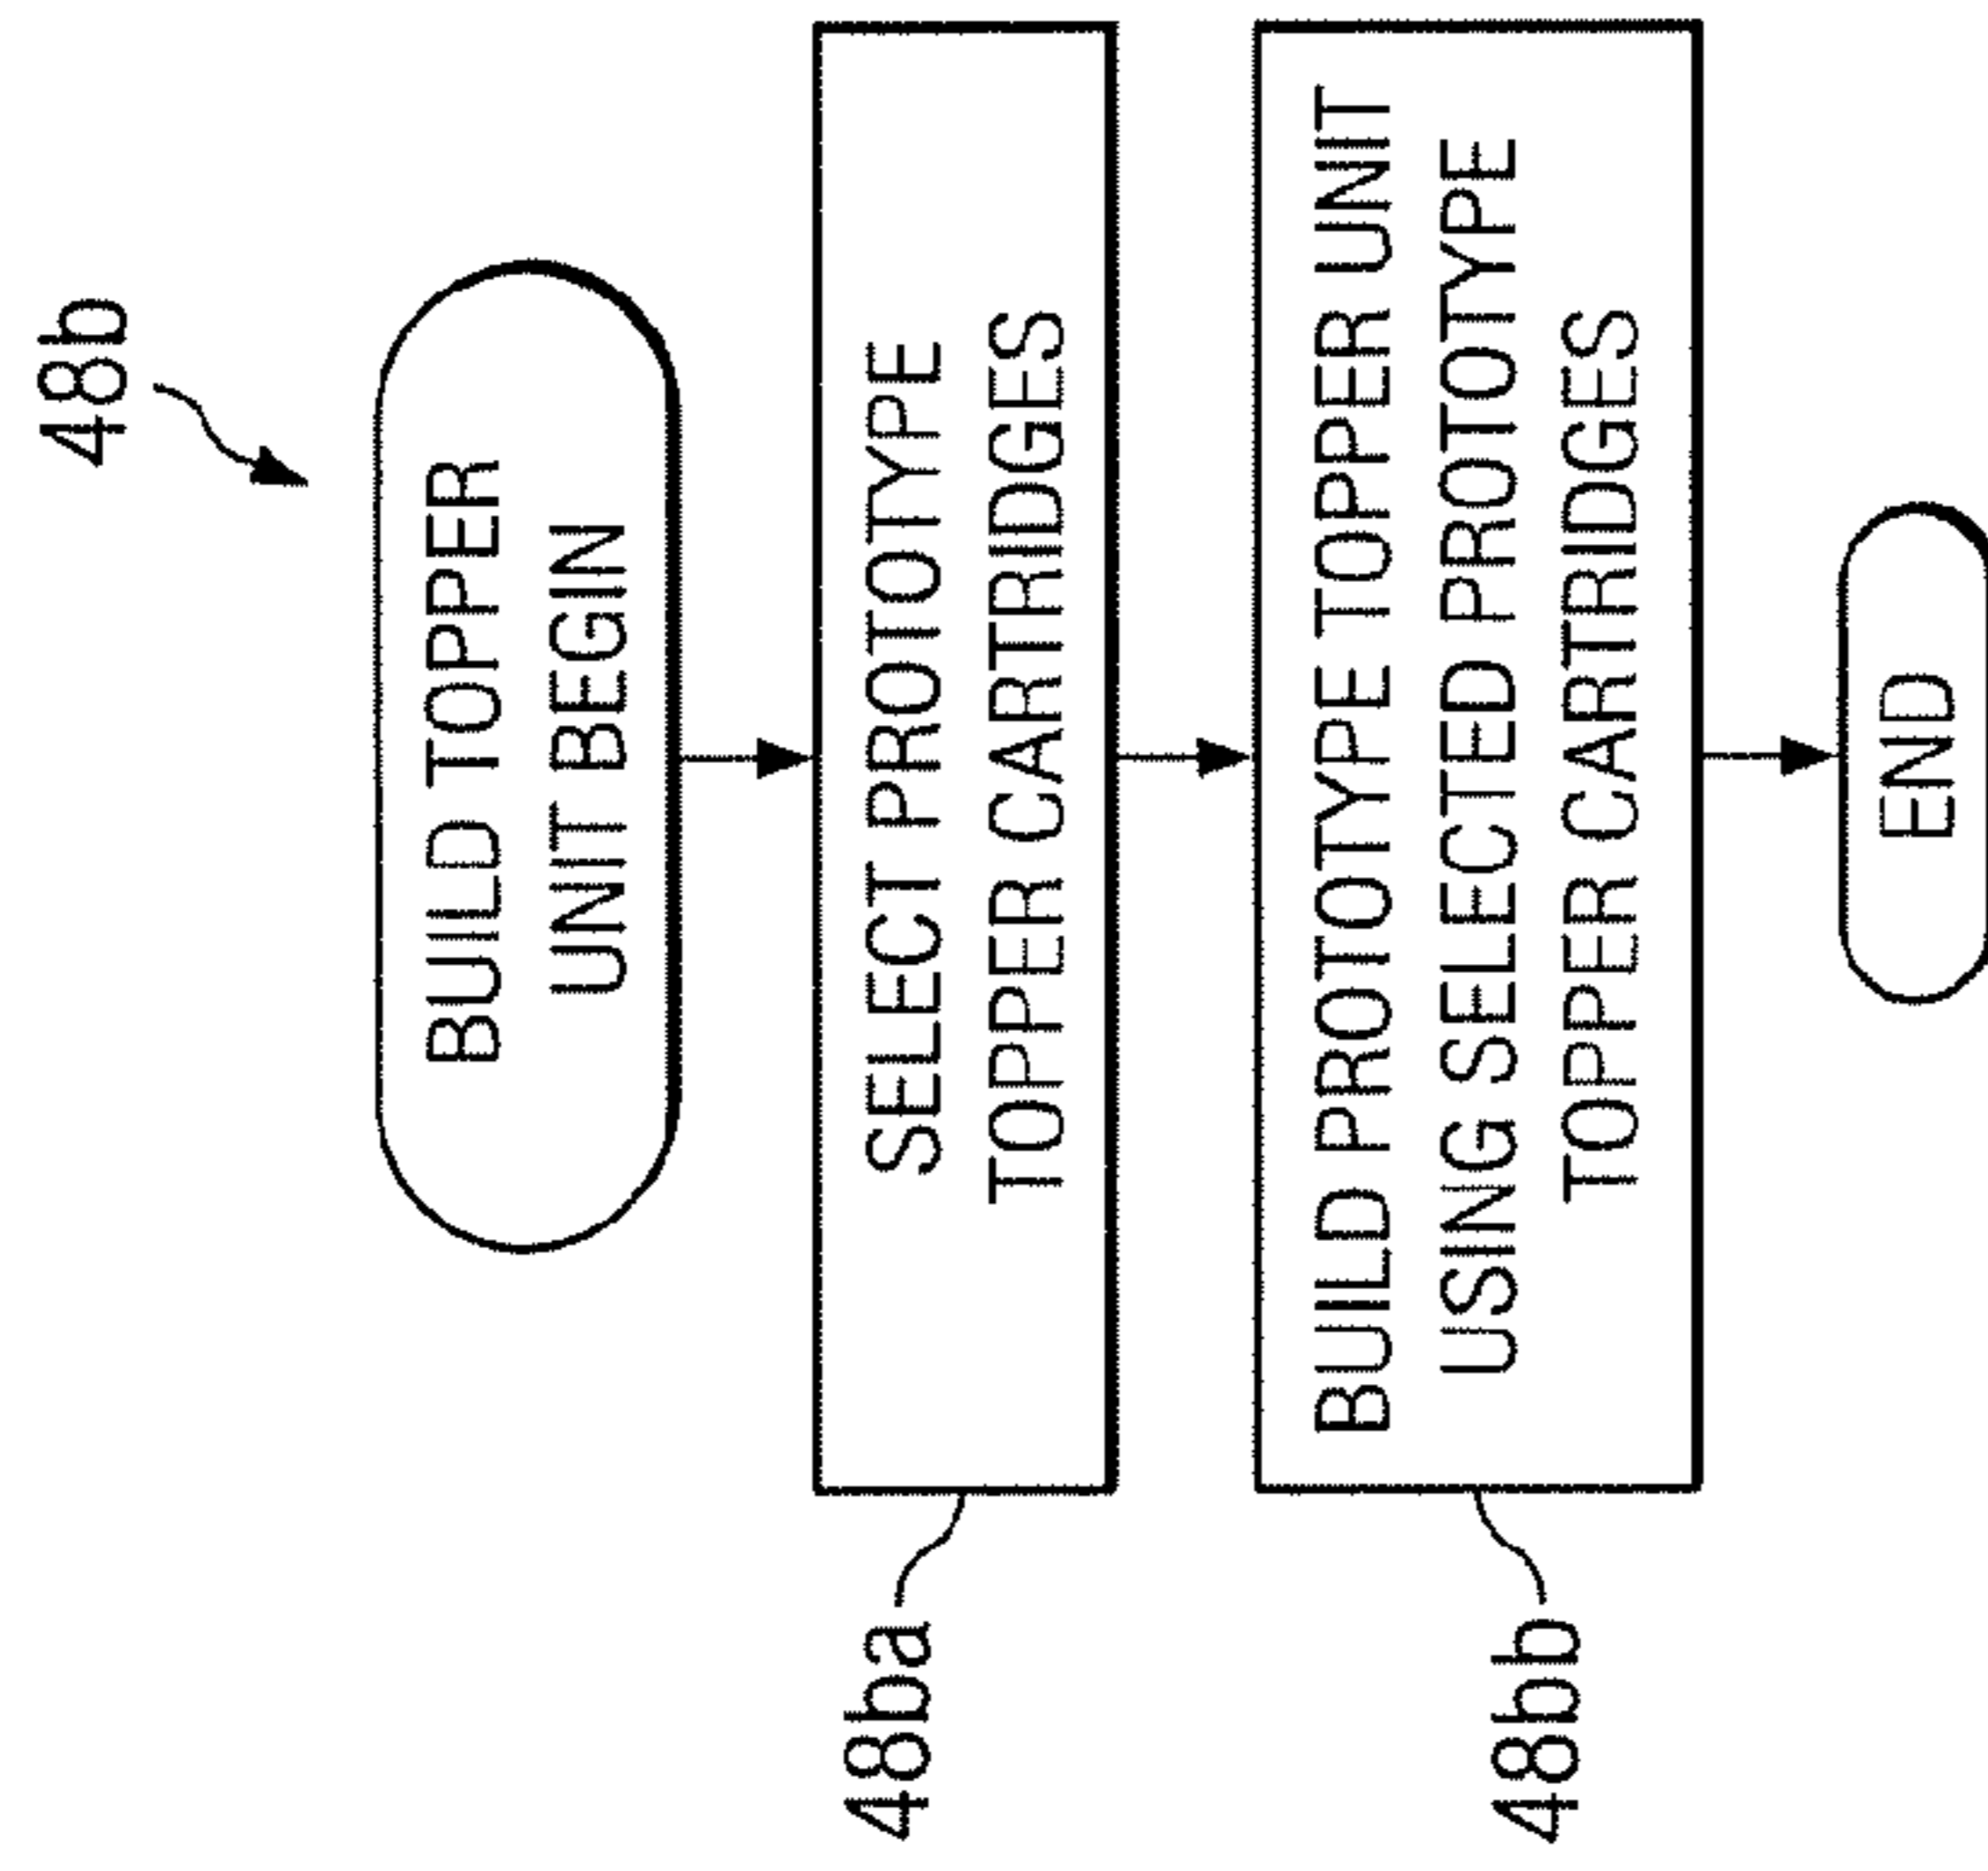 48b
BUILD TOPPER
UNIT BEGIN
SELECT PROTOTYPE
TOPPER CARTRIDGES
48ba
BUILD PROTOTYPE TOPPER UNIT
USING SELECTED PROTOTYPE
TOPPER CARTRIDGES
48bb
END